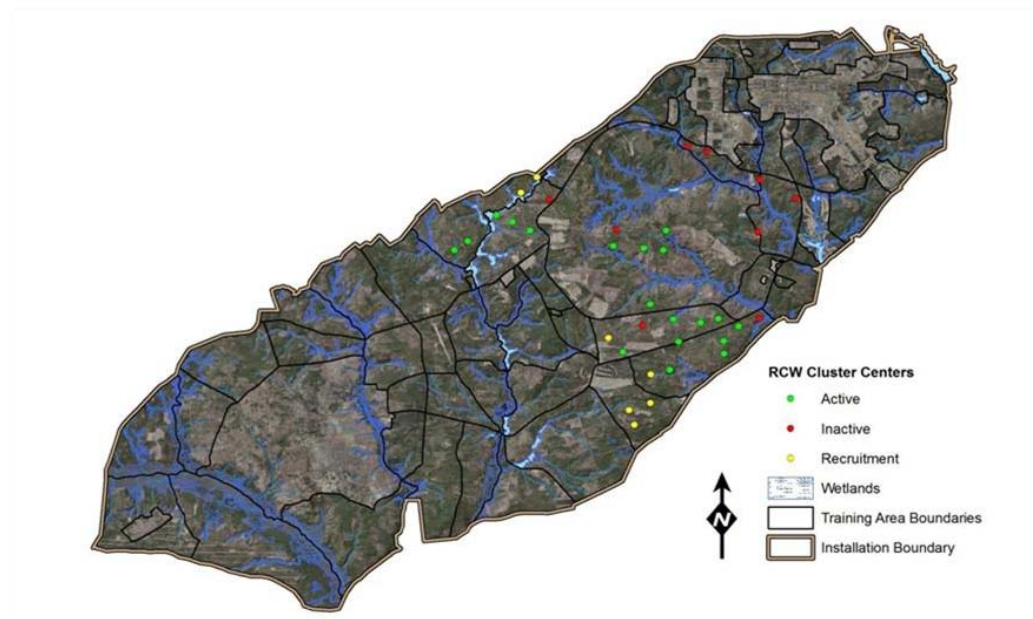 RCW Cluster Centers
Active
Inactive
Recruitment
Wetlands
Training Area Boundaries
Installation Boundary
N